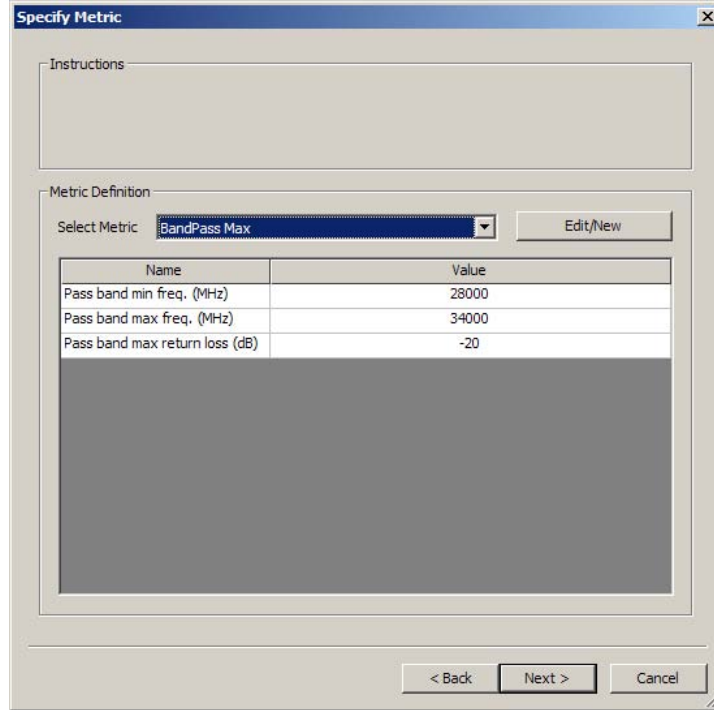 Specify Metric
Instructions
Metric Definition
Select Metric BandPass Max Edit/New
Name Value
Pass band min freq. (MHz) 28000
Pass band max freq. (MHz) 34000
Pass band max return loss (dB) -20
< Back Next > Cancel